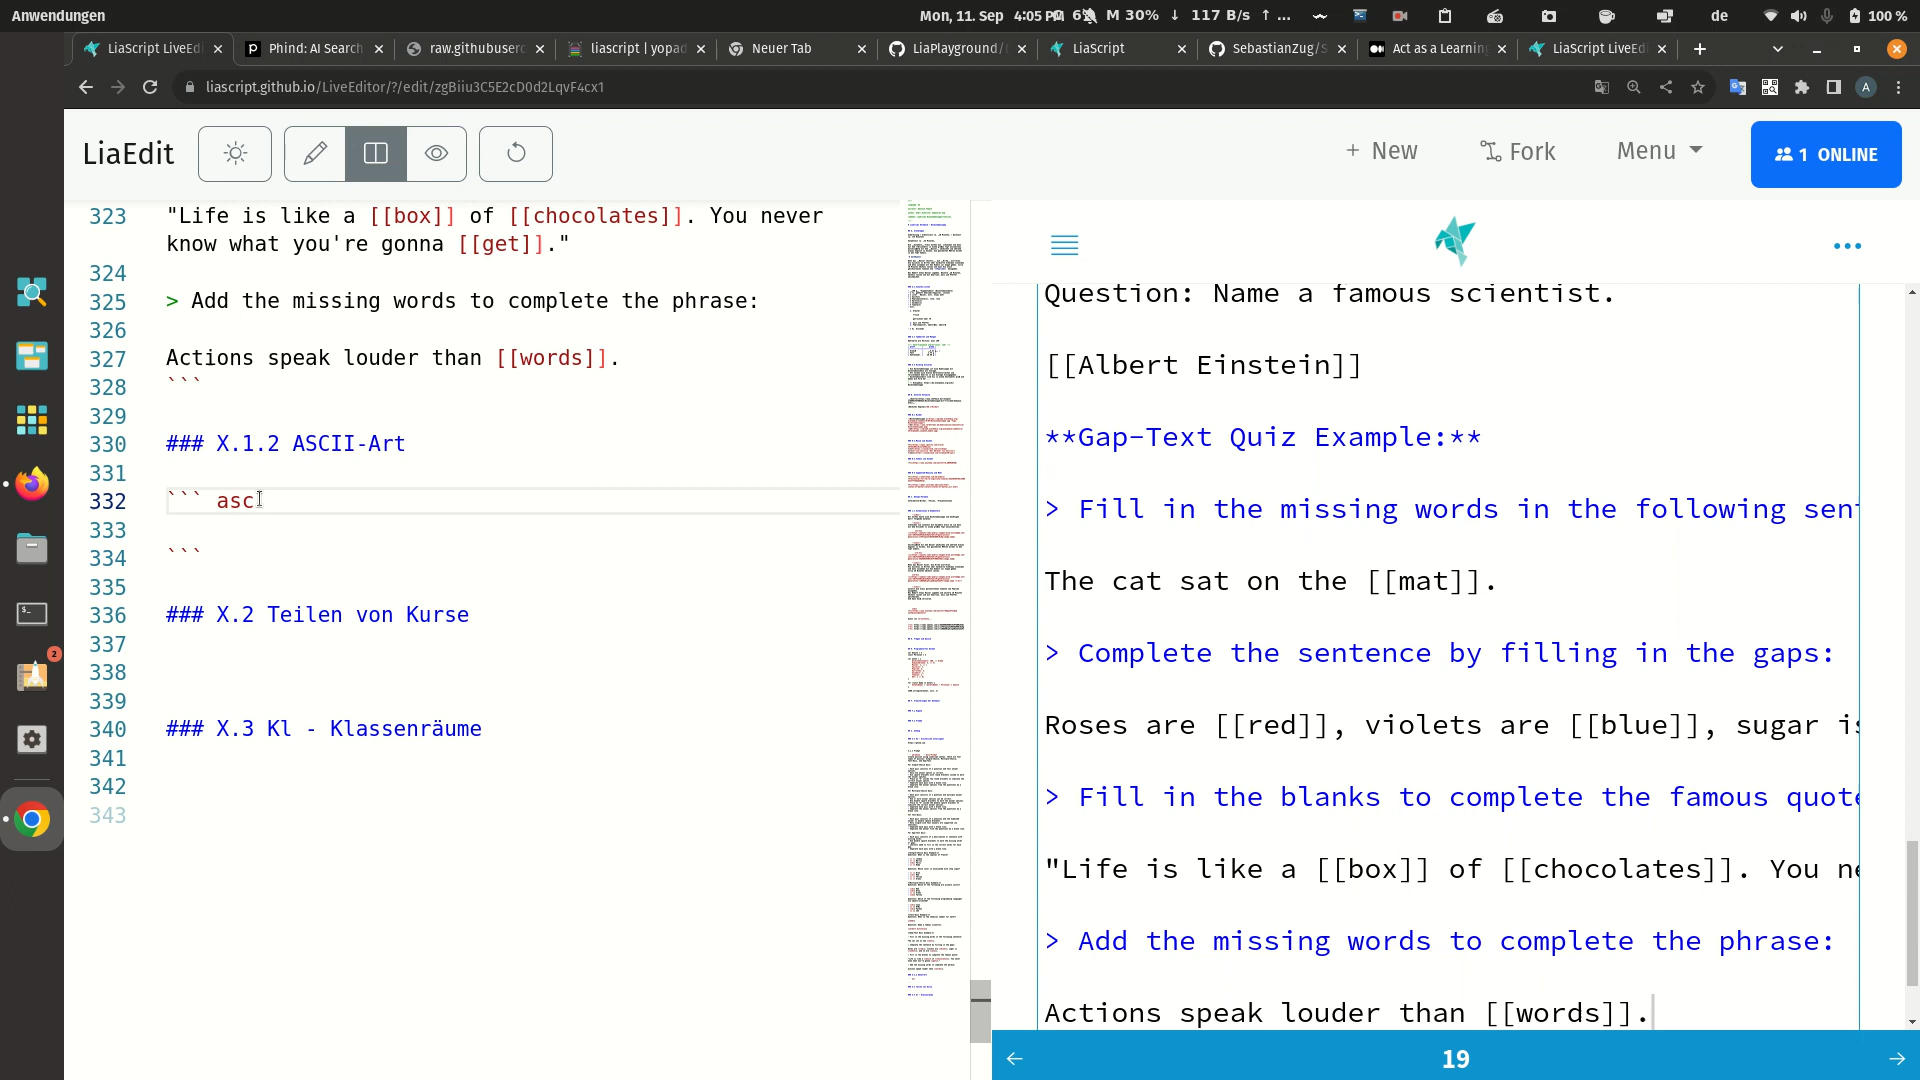 Anwendungen
Mon, 11. Sep 4:05 PM
M 30% ↓ 117 B/s ↑ ...
de
100 %
LiaScript LiveEdi
Phind: AI Search
raw.githubuserc
liascript | yopad
Neuer Tab
LiaPlayground/
LiaScript
SebastianZug/S
Act as a Learning
LiaScript LiveEdi
liascript.github.io/LiveEditor/?/edit/zgBiiu3C5E2cD0d2LqvF4cx1
A
LiaEdit
+ New
Fork
Menu
1 ONLINE
323 "Life is like a [[box]] of [[chocolates]]. You never
know what you're gonna [[get]]."
324
325 > Add the missing words to complete the phrase:
326
327 Actions speak louder than [[words]].
328 ```
329
330 ### X.1.2 ASCII-Art
331
332 ``` asc
333
334 ```
335
336 ### X.2 Teilen von Kurse
337
338
339
340 ### X.3 Kl - Klassenräume
341
342
343
Question: Name a famous scientist.
[[Albert Einstein]]
**Gap-Text Quiz Example:**
> Fill in the missing words in the following sent
The cat sat on the [[mat]].
> Complete the sentence by filling in the gaps:
Roses are [[red]], violets are [[blue]], sugar is
> Fill in the blanks to complete the famous quote
"Life is like a [[box]] of [[chocolates]]. You ne
> Add the missing words to complete the phrase:
Actions speak louder than [[words]].
19
2